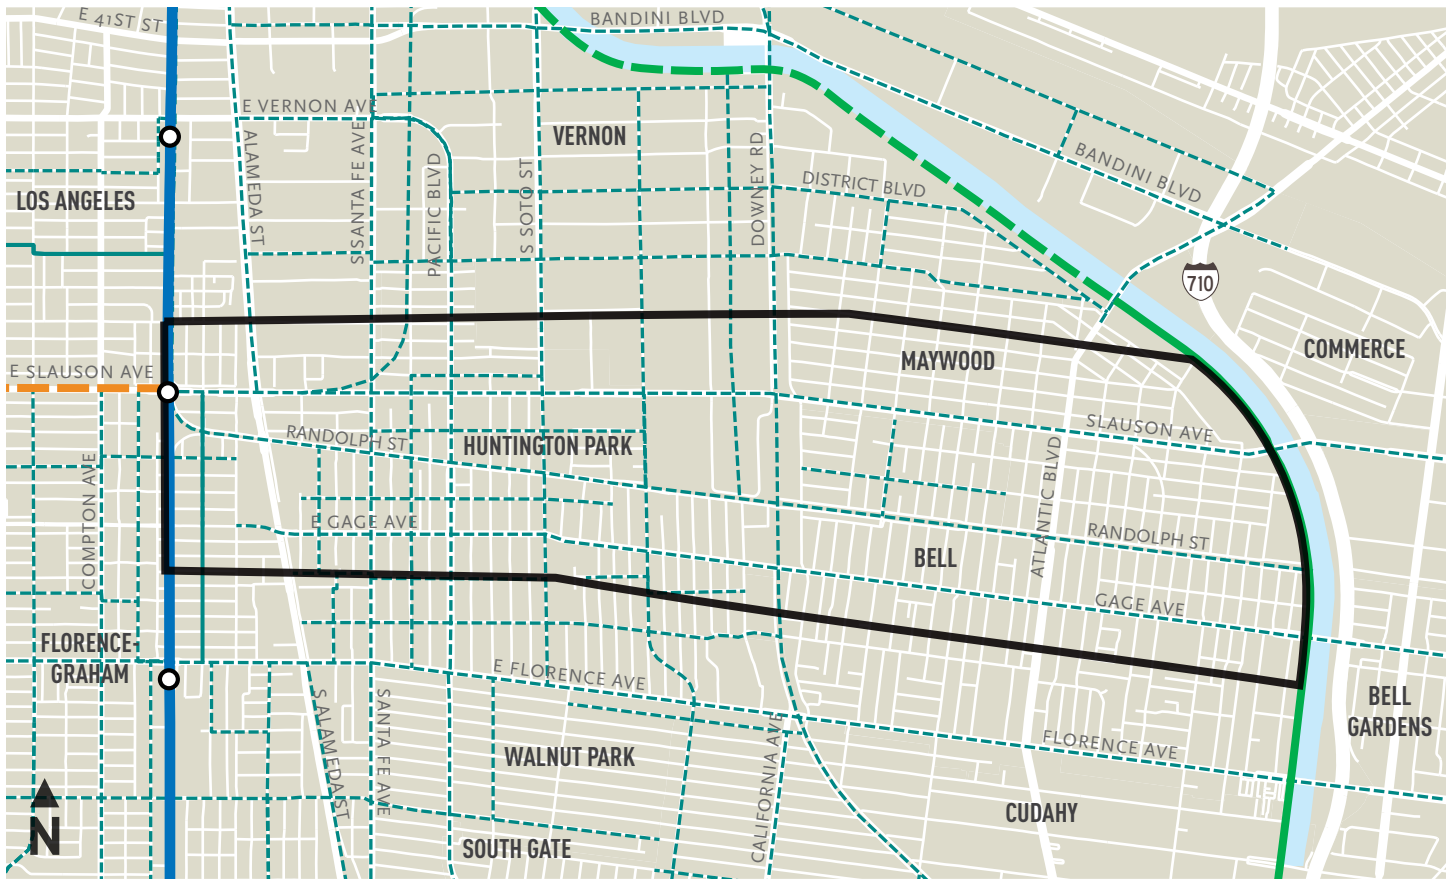 E 41ST ST
BANDINI BLVD
E VERNON AVE
VERNON
ALAMEDA ST
SSANTA FE AVE
PACIFIC BLVD
S SOTO ST
DOWNEY RD
DISTRICT BLVD
BANDINI BLVD
LOS ANGELES
710
COMMERCE
MAYWOOD
E SLAUSON AVE
SLAUSON AVE
RANDOLPH ST
HUNTINGTON PARK
COMPTON AVE
ATLANTIC BLVD
E GAGE AVE
RANDOLPH ST
BELL
GAGE AVE
FLORENCE-
GRAHAM
E FLORENCE AVE
S ALAMEDA ST
SANTA FE AVE
CALIFORNIA AVE
FLORENCE AVE
BELL
GARDENS
WALNUT PARK
CUDAHY
N
SOUTH GATE